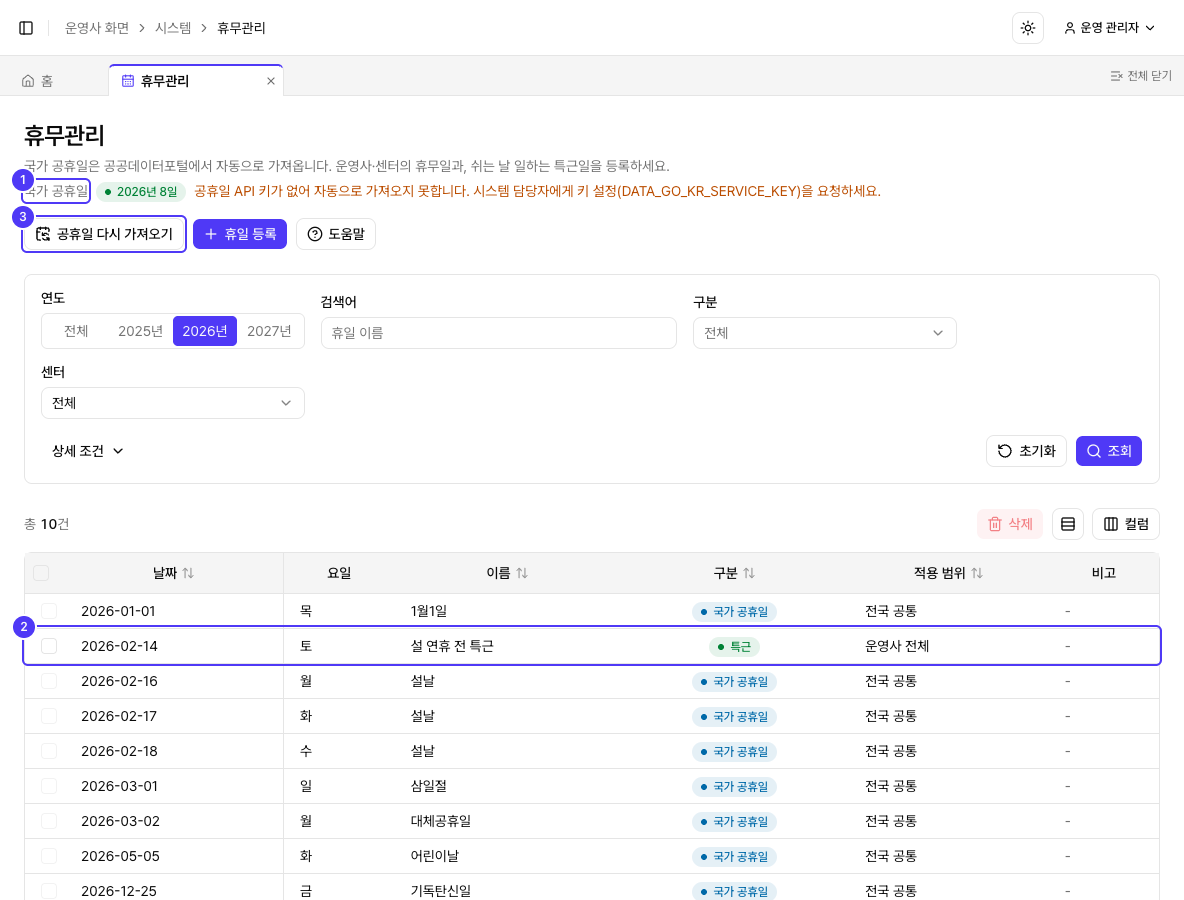 운영사 화면 > 시스템 > 휴무관리
운영 관리자
홈
휴무관리
전체 닫기
휴무관리
국가 공휴일은 공공데이터포털에서 자동으로 가져옵니다. 운영사·센터의 휴무일과, 쉬는 날 일하는 특근일을 등록하세요.
1
국가 공휴일 2026년 8일 공휴일 API 키가 없어 자동으로 가져오지 못합니다. 시스템 담당자에게 키 설정(DATA_GO_KR_SERVICE_KEY)을 요청하세요.
3
공휴일 다시 가져오기 휴일 등록 도움말
연도 검색어 구분
전체 2025년 2026년 2027년 휴일 이름 전체
센터
전체
상세 조건 초기화 조회
총 10건 삭제 컬럼
날짜 요일 이름 구분 적용 범위 비고
2026-01-01 목 1월1일 국가 공휴일 전국 공통 -
2
2026-02-14 토 설 연휴 전 특근 특근 운영사 전체 -
2026-02-16 월 설날 국가 공휴일 전국 공통 -
2026-02-17 화 설날 국가 공휴일 전국 공통 -
2026-02-18 수 설날 국가 공휴일 전국 공통 -
2026-03-01 일 삼일절 국가 공휴일 전국 공통 -
2026-03-02 월 대체공휴일 국가 공휴일 전국 공통 -
2026-05-05 화 어린이날 국가 공휴일 전국 공통 -
2026-12-25 금 기독탄신일 국가 공휴일 전국 공통 -